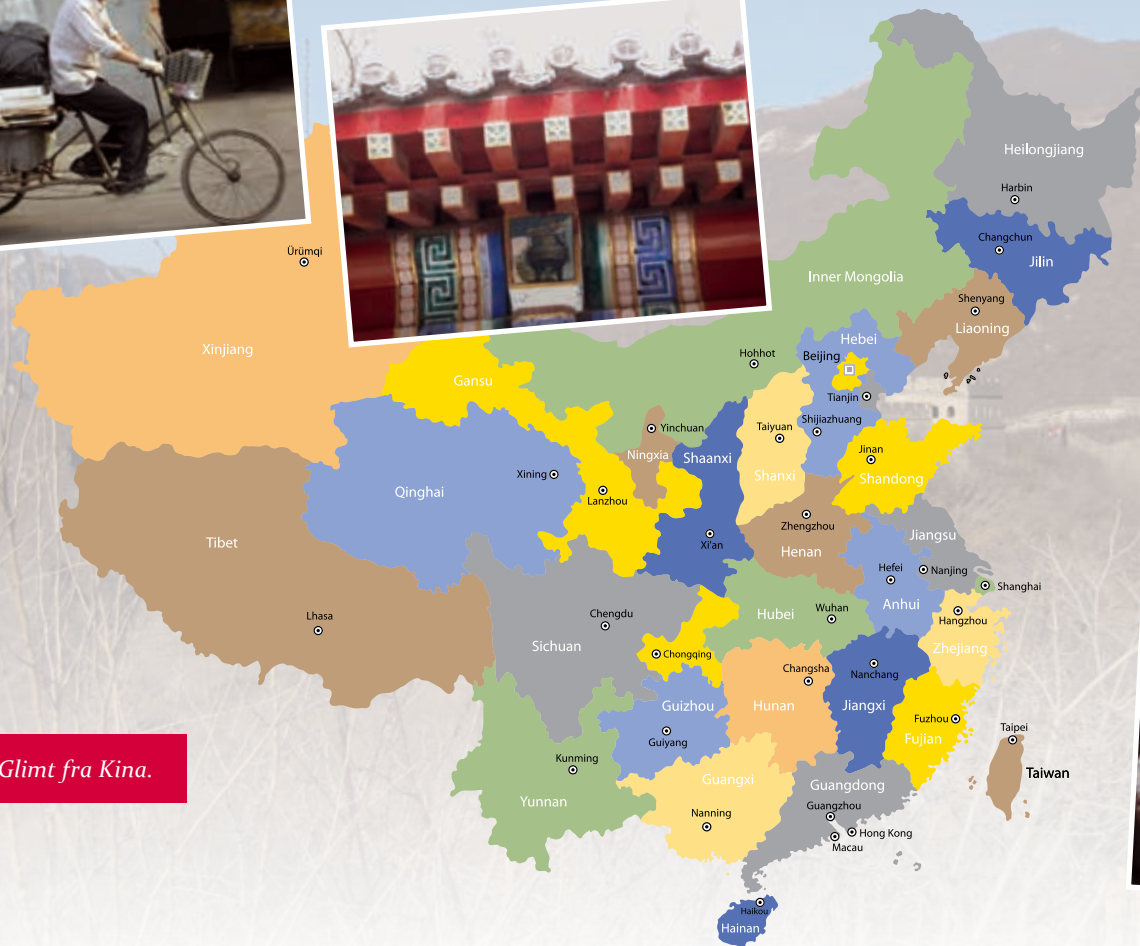 Heilongjiang
Harbin
Changchun
Jilin
Ürümqi
Inner Mongolia
Shenyang
Liaoning
Xinjiang
Hebei
Hohhot
Beijing
Gansu
Tianjin
Shijiazhuang
Taiyuan
Yinchuan
Jinan
Ningxia
Shaanxi
Shanxi
Shandong
Xining
Qinghai
Lanzhou
Zhengzhou
Jiangsu
Xi'an
Tibet
Henan
Hefei
Nanjing
Shanghai
Anhui
Lhasa
Chengdu
Hubei
Wuhan
Hangzhou
Sichuan
Zhejiang
Chongqing
Changsha
Nanchang
Guizhou
Hunan
Jiangxi
Fuzhou
Taipei
Guiyang
Fujian
Kunming
Glimt fra Kina.
Taiwan
Guangxi
Guangdong
Yunnan
Guangzhou
Nanning
Hong Kong
Macau
Haikou
Hainan